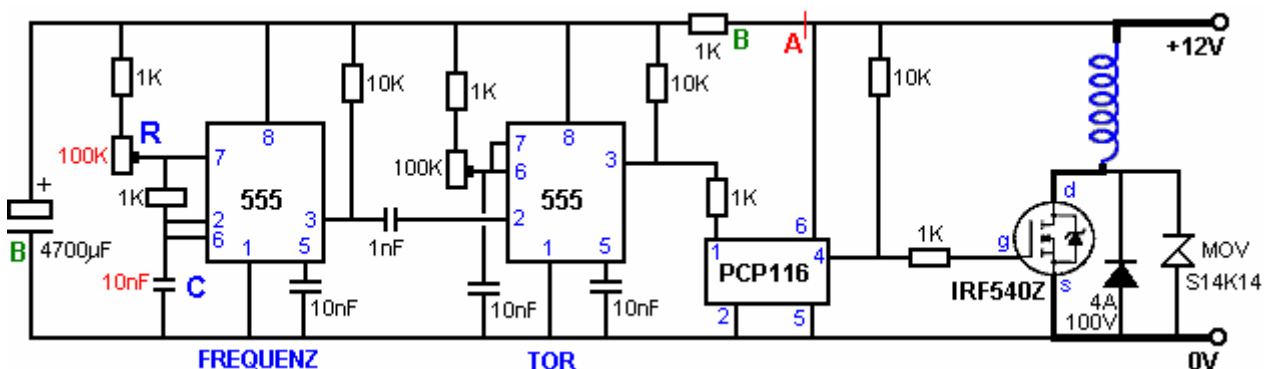 B
A
+12V
1K
1K
10K
1K
10K
10K
R
8
8
100K
7
7
6
3
100K
555
555
1K
1K
d
+
2
3
2
6
g
6
1
5
1nF
1
5
1
4
1K
MOV
B
4700µF
PCP116
IRF540Z
s
S14K14
10nF
C
10nF
10nF
10nF
2
5
4A
100V
FREQUENZ
TOR
0V